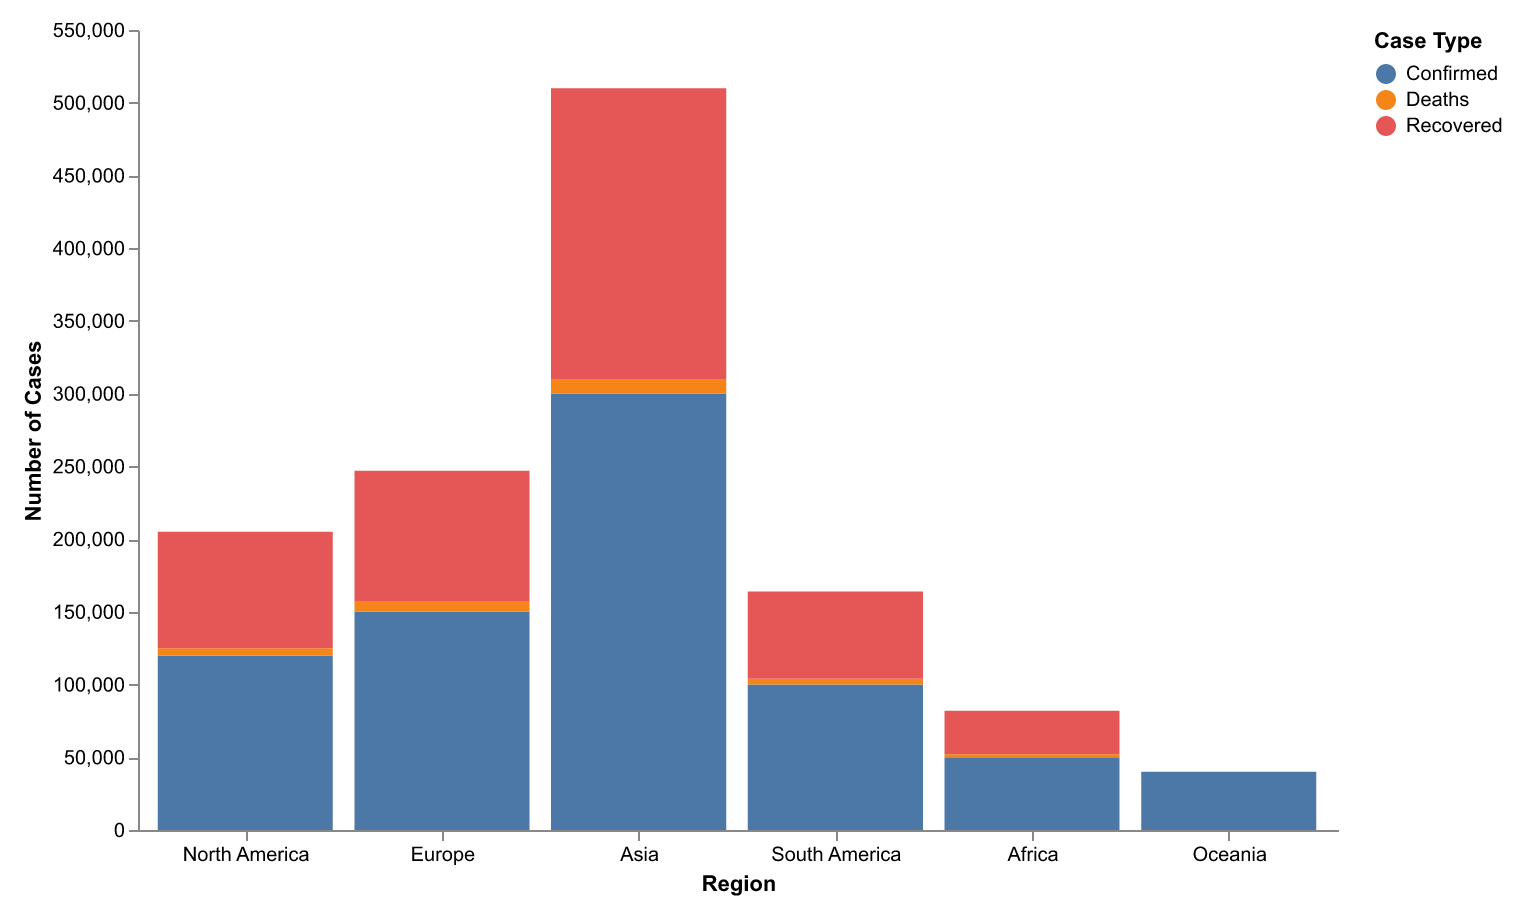 550,000
500,000
450,000
400,000
350,000
300,000
250,000
200,000
150,000
100,000
50,000
0
Number of Cases
North America
Europe
Asia
South America
Africa
Oceania
Region
Case Type
Confirmed
Deaths
Recovered